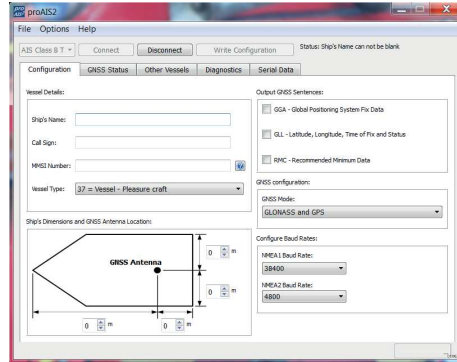 proAIS2
File Options Help
AIS Class B T Connect Disconnect Write Configuration Status: Ship's Name can not be blank
Configuration GNSS Status Other Vessels Diagnostics Serial Data
Vessel Details:
Ship's Name:
Call Sign:
MMSI Number:
Vessel Type: 37 = Vessel - Pleasure craft
Ship's Dimensions and GNSS Antenna Location:
GNSS Antenna
0 m
0 m
0 m 0 m
Output GNSS Sentences:
GGA - Global Positioning System Fix Data
GLL - Latitude, Longitude, Time of Fix and Status
RMC - Recommended Minimum Data
GNSS configuration:
GNSS Mode:
GLONASS and GPS
Configure Baud Rates:
NMEA1 Baud Rate:
38400
NMEA2 Baud Rate:
4800